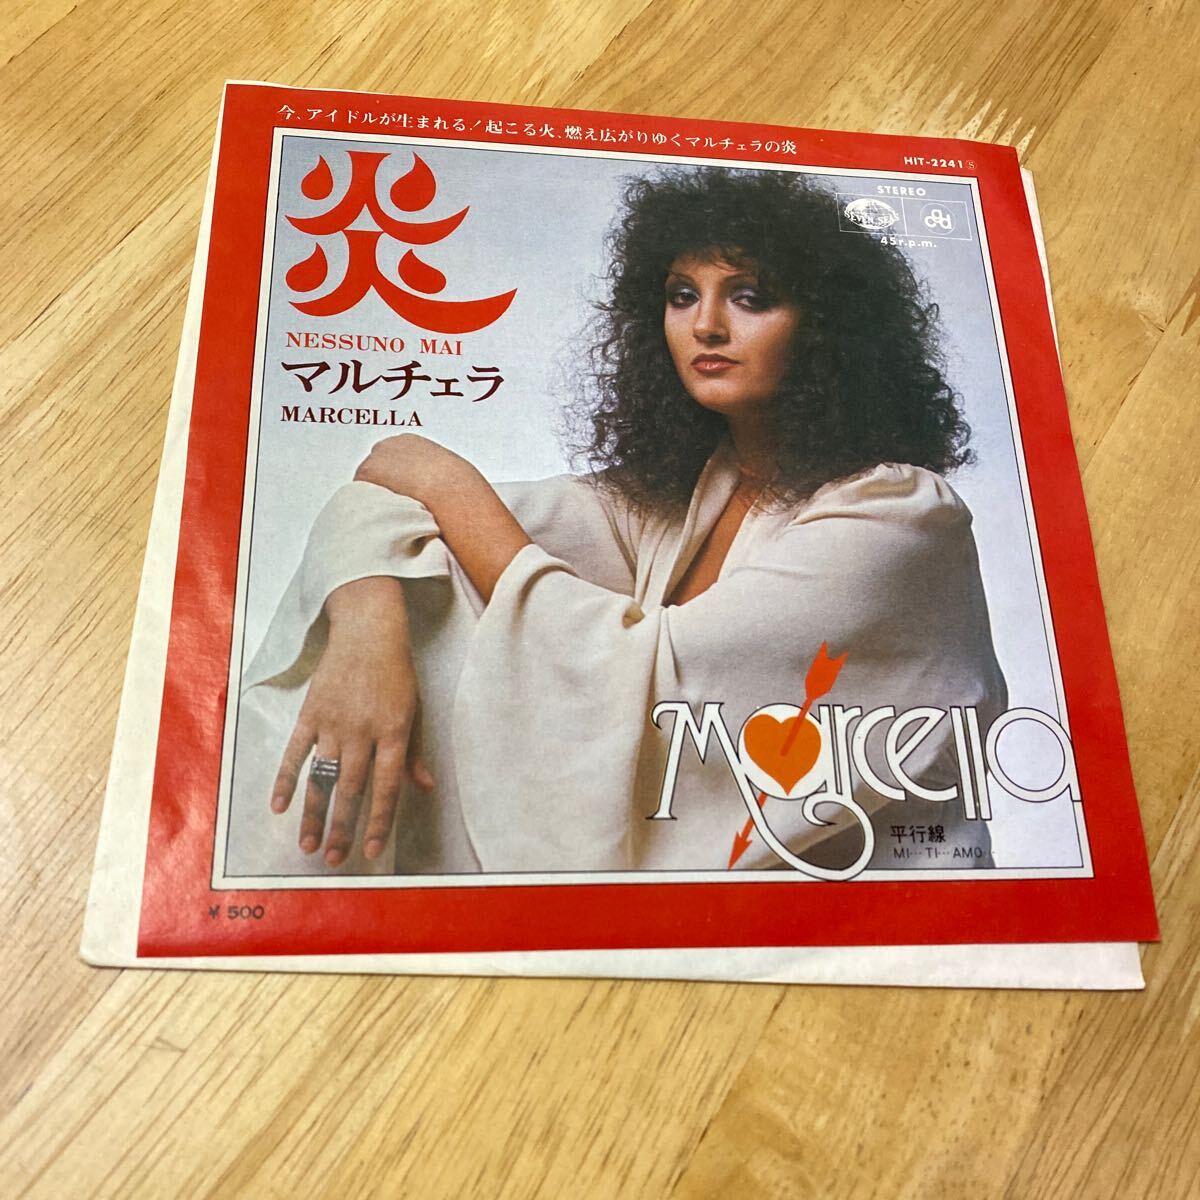 今、アイドルが生まれる！起こる火、燃え広がりゆくマルチェラの炎
HIT-2241Ⓢ
炎
NESSUNO MAI
マルチェラ
MARCELLA
STEREO
SEVEN SEAS
cgd
45r.p.m.
Marcella
平行線
MI… TI… AMO…
¥ 500